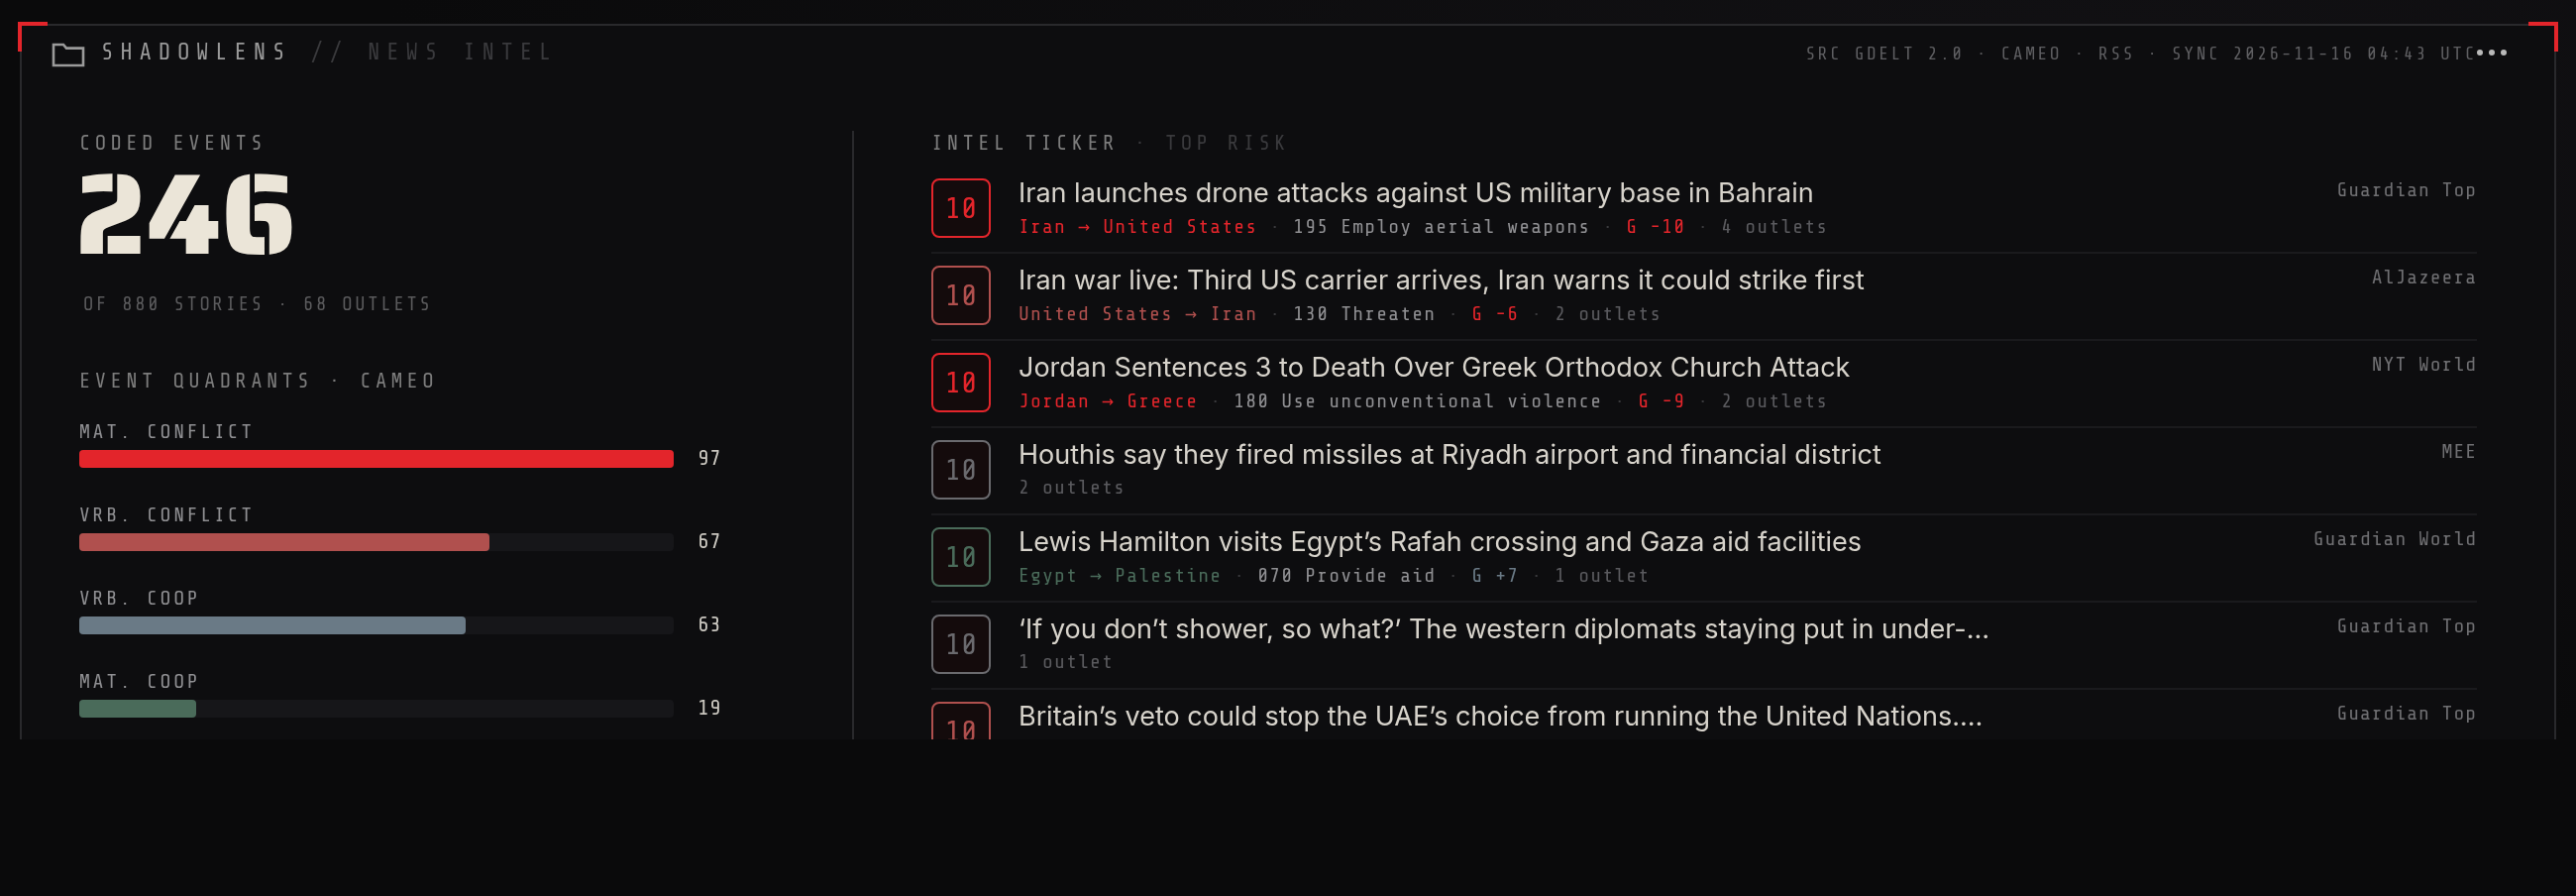 SHADOWLENS // NEWS INTEL
SRC GDELT 2.0 · CAMEO · RSS · SYNC 2026-11-16 04:43 UTC
CODED EVENTS
246
OF 880 STORIES · 68 OUTLETS
EVENT QUADRANTS · CAMEO
MAT. CONFLICT
97
VRB. CONFLICT
67
VRB. COOP
63
MAT. COOP
19
INTEL TICKER · TOP RISK
10
Iran launches drone attacks against US military base in Bahrain
Guardian Top
Iran → United States · 195 Employ aerial weapons · G -10 · 4 outlets
10
Iran war live: Third US carrier arrives, Iran warns it could strike first
AlJazeera
United States → Iran · 130 Threaten · G -6 · 2 outlets
10
Jordan Sentences 3 to Death Over Greek Orthodox Church Attack
NYT World
Jordan → Greece · 180 Use unconventional violence · G -9 · 2 outlets
10
Houthis say they fired missiles at Riyadh airport and financial district
MEE
2 outlets
10
Lewis Hamilton visits Egypt’s Rafah crossing and Gaza aid facilities
Guardian World
Egypt → Palestine · 070 Provide aid · G +7 · 1 outlet
10
‘If you don’t shower, so what?’ The western diplomats staying put in under-...
Guardian Top
1 outlet
10
Britain’s veto could stop the UAE’s choice from running the United Nations....
Guardian Top